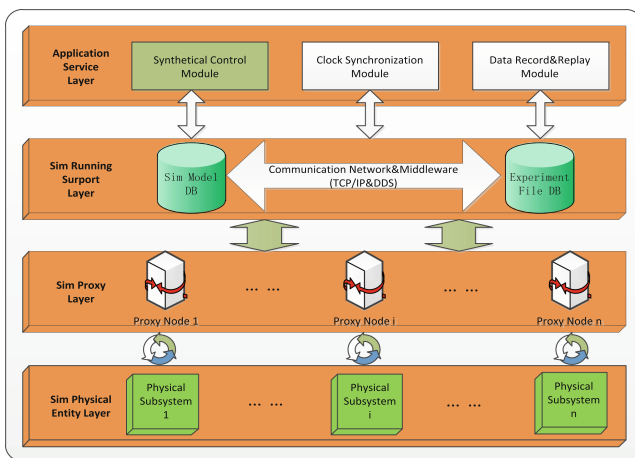 Application
Service
Layer
Synthetical Control
Module
Clock Synchronization
Module
Data Record&Replay
Module
Sim Running
Surport
Layer
Sim Model
DB
Communication Network&Middleware
(TCP/IP&DDS)
Experiment
File DB
Sim Proxy
Layer
... ...
... ...
Proxy Node 1
Proxy Node i
Proxy Node n
Sim Physical
Entity Layer
Physical
Subsystem
1
... ...
Physical
Subsystem
i
... ...
Physical
Subsystem
n